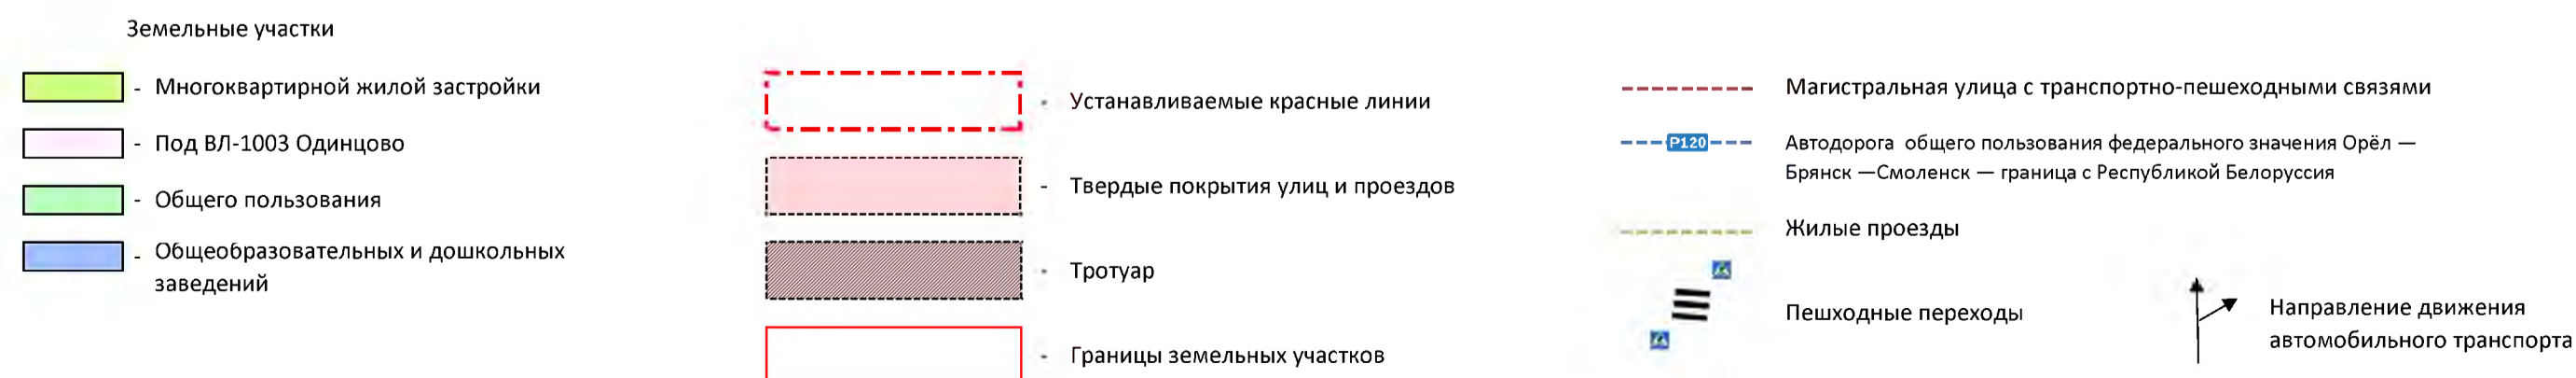 Земельные участки
- Многоквартирной жилой застройки
- Под ВЛ-1003 Одинцово
- Общего пользования
- Общеобразовательных и дошкольных
заведений
- Устанавливаемые красные линии
- Твердые покрытия улиц и проездов
- Тротуар
- Границы земельных участков
Магистральная улица с транспортно-пешеходными связями
P120
Автодорога общего пользования федерального значения Орёл —
Брянск —Смоленск — граница с Республикой Белоруссия
Жилые проезды
Пешходные переходы
Направление движения
автомобильного транспорта